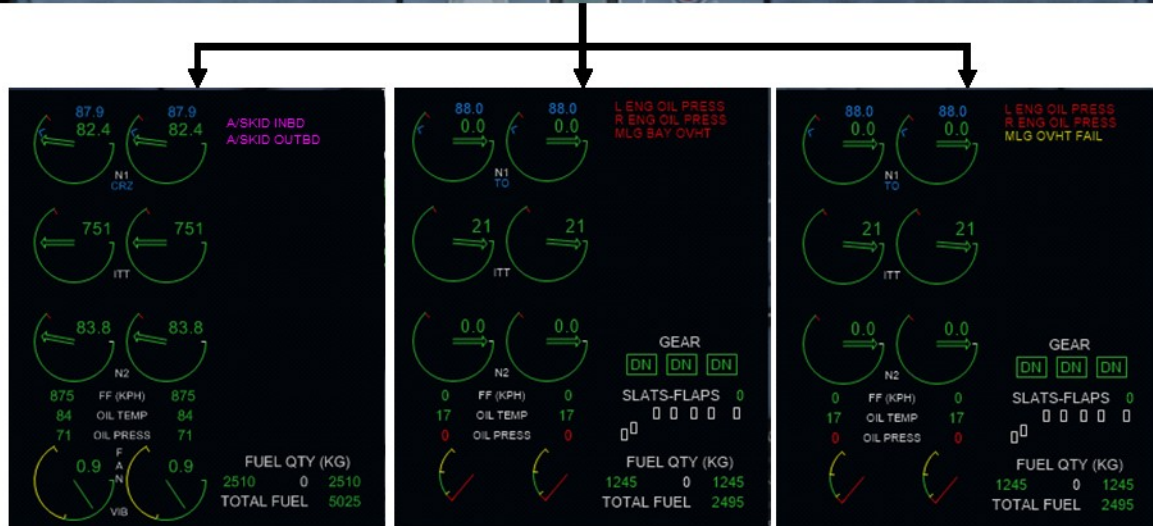 87.9 87.9
82.4 82.4
A/SKID INBD
A/SKID OUTBD
N1
CRZ
751 751
ITT
83.8 83.8
N2
875 FF (KPH) 875
84 OIL TEMP 84
71 OIL PRESS 71
F
A
N
0.9 0.9
VIB
FUEL QTY (KG)
2510 0 2510
TOTAL FUEL 5025
88.0 88.0
0.0 0.0
L ENG OIL PRESS
R ENG OIL PRESS
MLG BAY OVHT
N1
TO
21 21
ITT
0.0 0.0
N2
GEAR
DN DN DN
0 FF (KPH) 0
17 OIL TEMP 17
0 OIL PRESS 0
SLATS-FLAPS 0
FUEL QTY (KG)
1245 0 1245
TOTAL FUEL 2495
88.0 88.0
0.0 0.0
L ENG OIL PRESS
R ENG OIL PRESS
MLG OVHT FAIL
N1
TO
21 21
ITT
0.0 0.0
N2
GEAR
DN DN DN
0 FF (KPH) 0
17 OIL TEMP 17
0 OIL PRESS 0
SLATS-FLAPS 0
FUEL QTY (KG)
1245 0 1245
TOTAL FUEL 2495